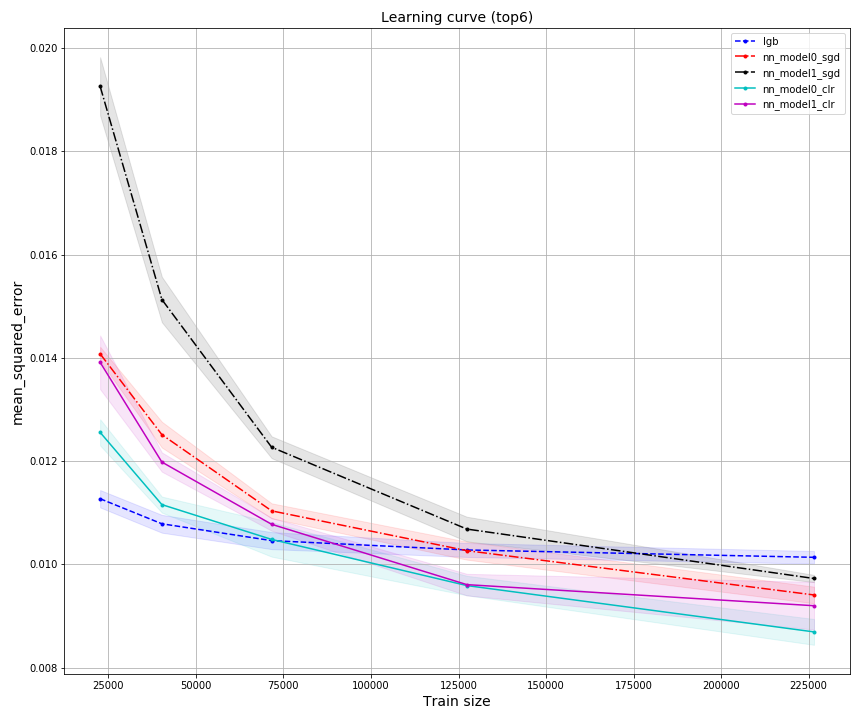 Learning curve (top6)
lgb
nn_model0_sgd
nn_model1_sgd
nn_model0_clr
nn_model1_clr
mean_squared_error
0.020
0.018
0.016
0.014
0.012
0.010
0.008
25000 50000 75000 100000 125000 150000 175000 200000 225000
Train size